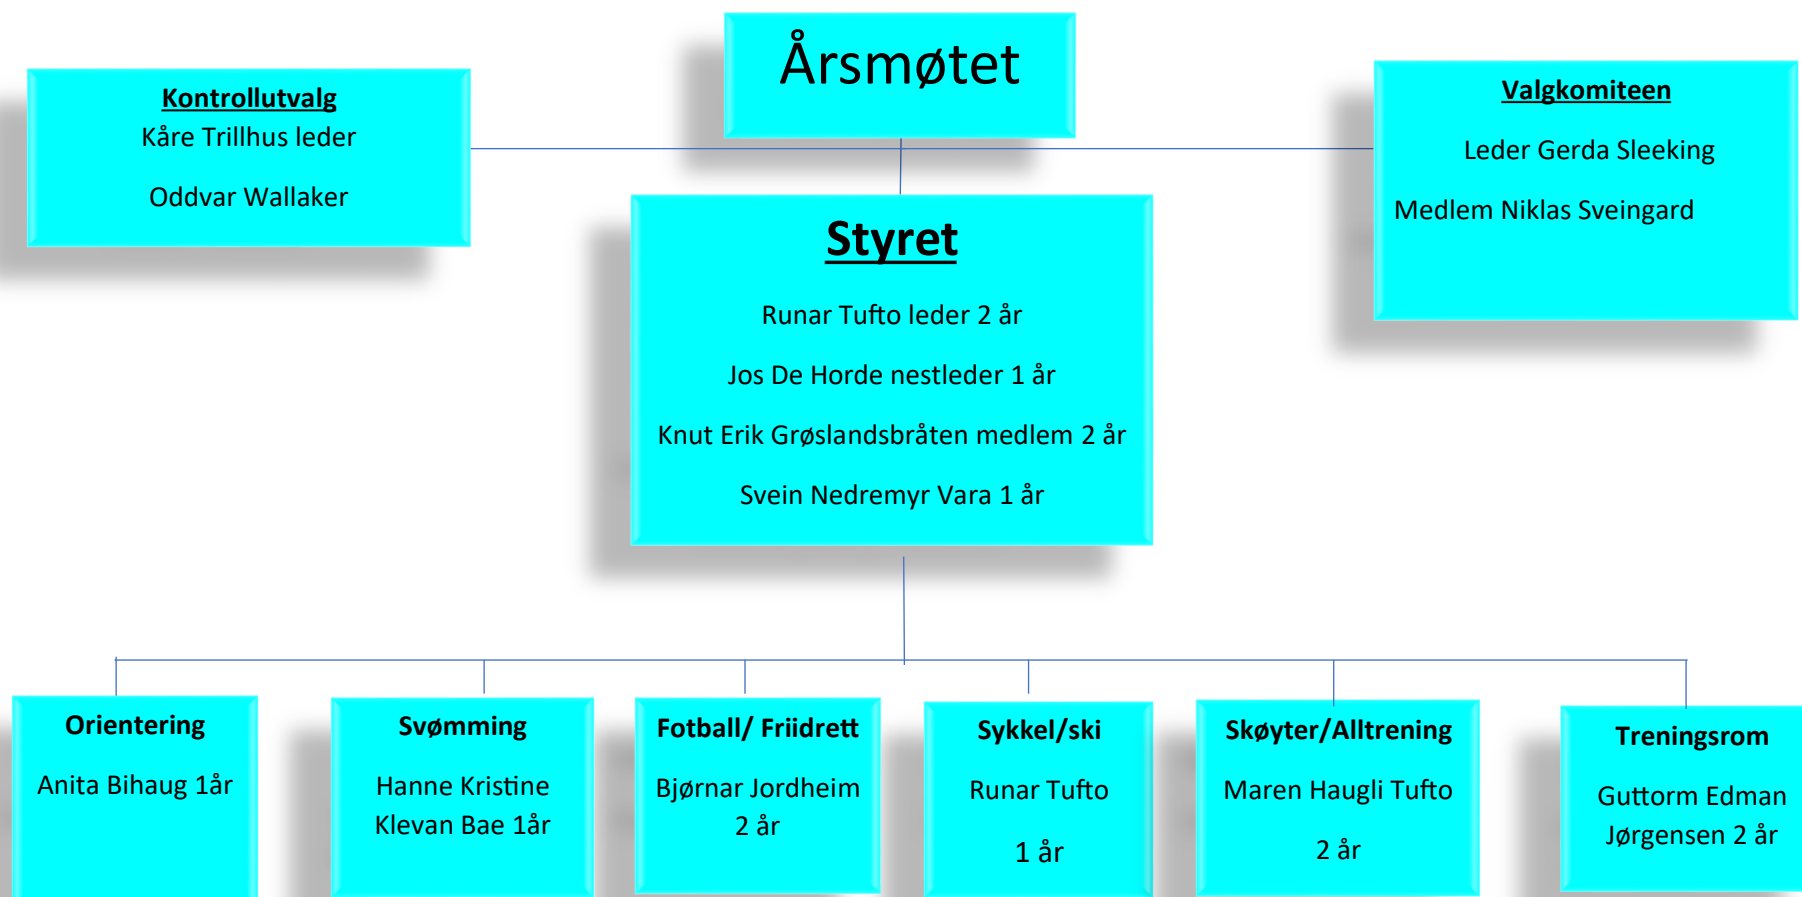 Årsmøtet
Kontrollutvalg
Kåre Trillhus leder
Oddvar Wallaker
Valgkomiteen
Leder Gerda Sleeking
Medlem Niklas Sveingard
Styret
Runar Tufto leder 2 år
Jos De Horde nestleder 1 år
Knut Erik Grøslandsbråten medlem 2 år
Svein Nedremyr Vara 1 år
Orientering
Anita Bihaug 1år
Svømming
Hanne Kristine
Klevan Bae 1år
Fotball/ Friidrett
Bjørnar Jordheim
2 år
Sykkel/ski
Runar Tufto
1 år
Skøyter/Alltrening
Maren Haugli Tufto
2 år
Treningsrom
Guttorm Edman
Jørgensen 2 år